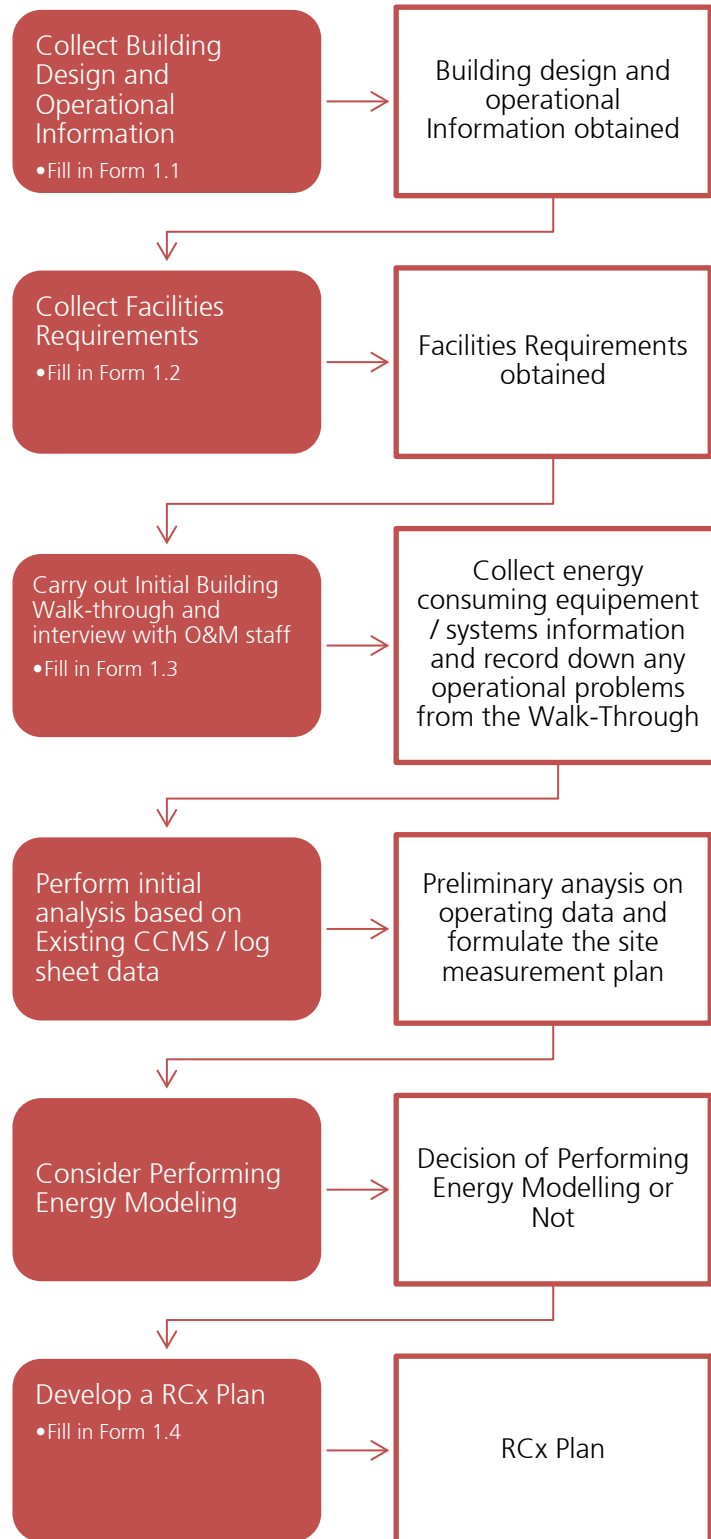 Collect Building
Design and
Operational
Information
•Fill in Form 1.1
Building design and
operational
Information obtained
Collect Facilities
Requirements
•Fill in Form 1.2
Facilities Requirements
obtained
Carry out Initial Building
Walk-through and
interview with O&M staff
•Fill in Form 1.3
Collect energy
consuming equipement
/ systems information
and record down any
operational problems
from the Walk-Through
Perform initial
analysis based on
Existing CCMS / log
sheet data
Preliminary anaysis on
operating data and
formulate the site
measurement plan
Consider Performing
Energy Modeling
Decision of Performing
Energy Modelling or
Not
Develop a RCx Plan
•Fill in Form 1.4
RCx Plan